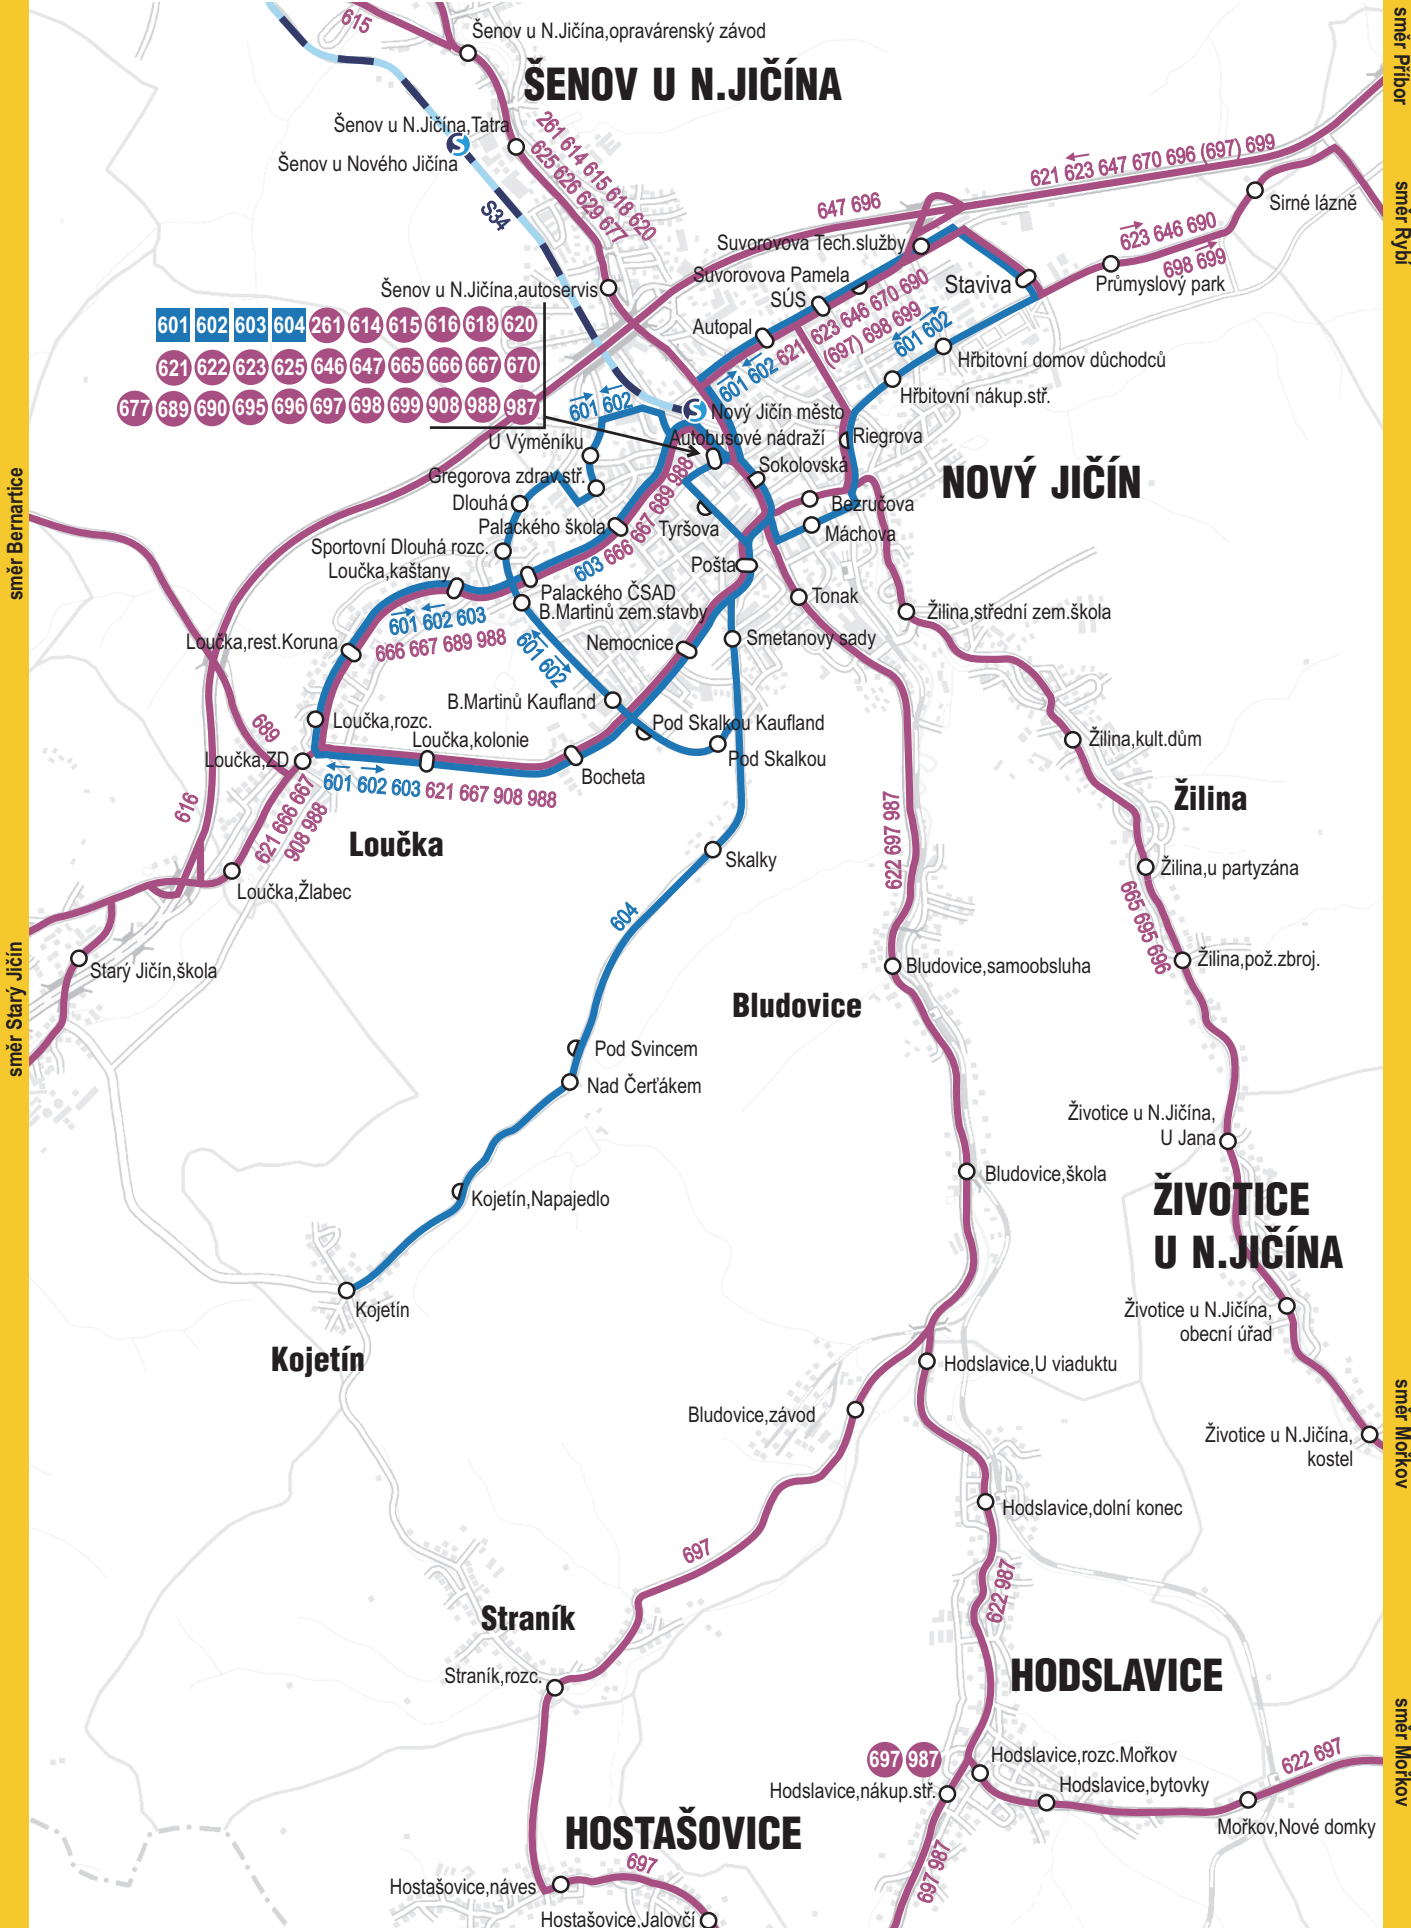 615
Šenov u N.Jičína,opravárenský závod
směr Příbor
ŠENOV U N.JIČÍNA
Šenov u N.Jičína,Tatra
261 614 615 618 620
625 626 629 677
S
Šenov u Nového Jičína
S34
621 623 647 670 696 (697) 699
Sirné lázně
směr Rybí
647 696
623 646 690
698 699
Suvorovova Tech.služby
Suvorovova Pamela
SÚS
Staviva
Průmyslový park
Šenov u N.Jičína,autoservis
Autopal
621 623 646 670 690
(697) 698 699
601 602
601 602
601 602 603 604 261 614 615 616 618 620
621 622 623 625 646 647 665 666 667 670
677 689 690 695 696 697 698 699 908 988 987
Hřbitovní domov důchodců
Hřbitovní nákup.stř.
601 602
S
Nový Jičín město
Autobusové nádraží
Riegrova
U Výměníku
Gregorova zdrav.stř.
Sokolovská
NOVÝ JIČÍN
směr Bernartice
Dlouhá
Bezručova
Palackého škola
Tyršova
Máchova
603 666 667 689 988
Sportovní Dlouhá rozc.
Loučka,kaštany
Pošta
Palackého ČSAD
B.Martinů zem.stavby
Tonak
Žilina,střední zem.škola
601 602 603
666 667 689 988
Loučka,rest.Koruna
601 602
Nemocnice
Smetanovy sady
B.Martinů Kaufland
Loučka,rozc.
Pod Skalkou Kaufland
689
Loučka,kolonie
Žilina,kult.dům
Loučka,ZD
Pod Skalkou
Bocheta
601 602 603 621 667 908 988
616
621 666 667
908 988
Žilina
622 697 987
Loučka
Skalky
Žilina,u partyzána
Loučka,Žlabec
604
665 695 696
směr Starý Jičín
Starý Jičín,škola
Bludovice,samoobsluha
Žilina,pož.zbroj.
Bludovice
Pod Svincem
Nad Čerťákem
Životice u N.Jičína,
U Jana
Bludovice,škola
Kojetín,Napajedlo
ŽIVOTICE
U N.JIČÍNA
Kojetín
Životice u N.Jičína,
obecní úřad
Kojetín
Hodslavice,U viaduktu
Bludovice,závod
Životice u N.Jičína,
kostel
směr Mořkov
Hodslavice,dolní konec
697
622 987
Straník
Straník,rozc.
HODSLAVICE
697 987
Hodslavice,rozc.Mořkov
622 697
směr Mořkov
Hodslavice,nákup.stř.
Hodslavice,bytovky
Mořkov,Nové domky
HOSTAŠOVICE
697
697 987
Hostašovice,náves
Hostašovice,Jalovčí